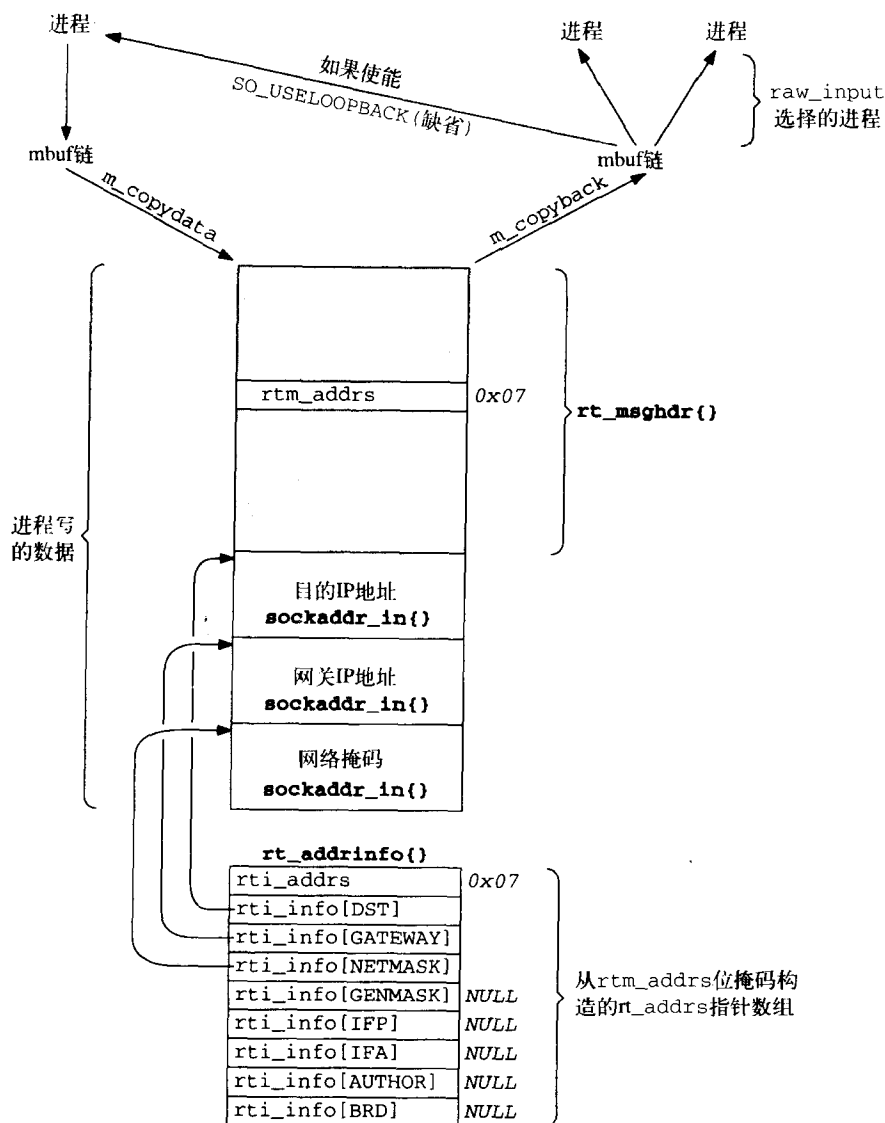 进程
进程
进程
如果使能
SO_USELOOPBACK(缺省)
raw_input
选择的进程
mbuf链
mbuf链
m_copydata
m_copyback
rtm_addrs
0x07
rt_msghdr{}
进程写
的数据
目的IP地址
sockaddr_in{}
网关IP地址
sockaddr_in{}
网络掩码
sockaddr_in{}
rt_addrinfo{}
rti_addrs
0x07
rti_info[DST]
rti_info[GATEWAY]
rti_info[NETMASK]
rti_info[GENMASK] NULL
rti_info[IFP] NULL
rti_info[IFA] NULL
rti_info[AUTHOR] NULL
rti_info[BRD] NULL
从rtm_addrs位掩码构
造的rt_addrs指针数组